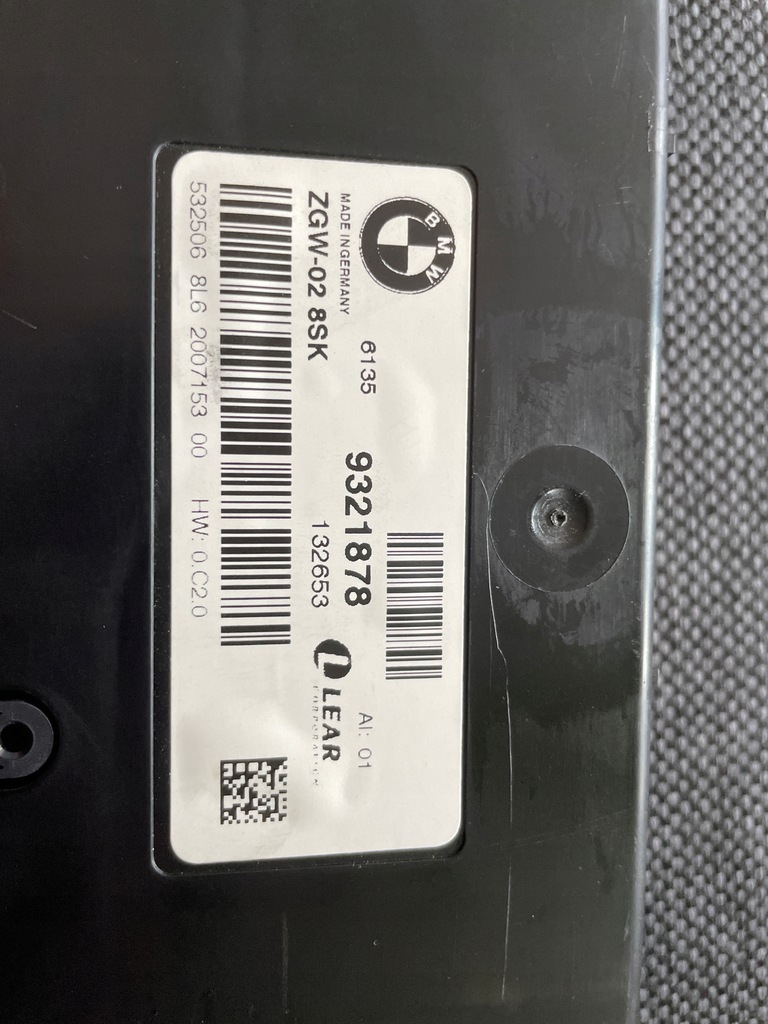 BMW
6135 9321878 AI: 01
MADE IN GERMANY
ZGW-02 8SK 132653 LEAR
CORPORATION
532506 8L6 2007153 00 HW: 0.C2.0